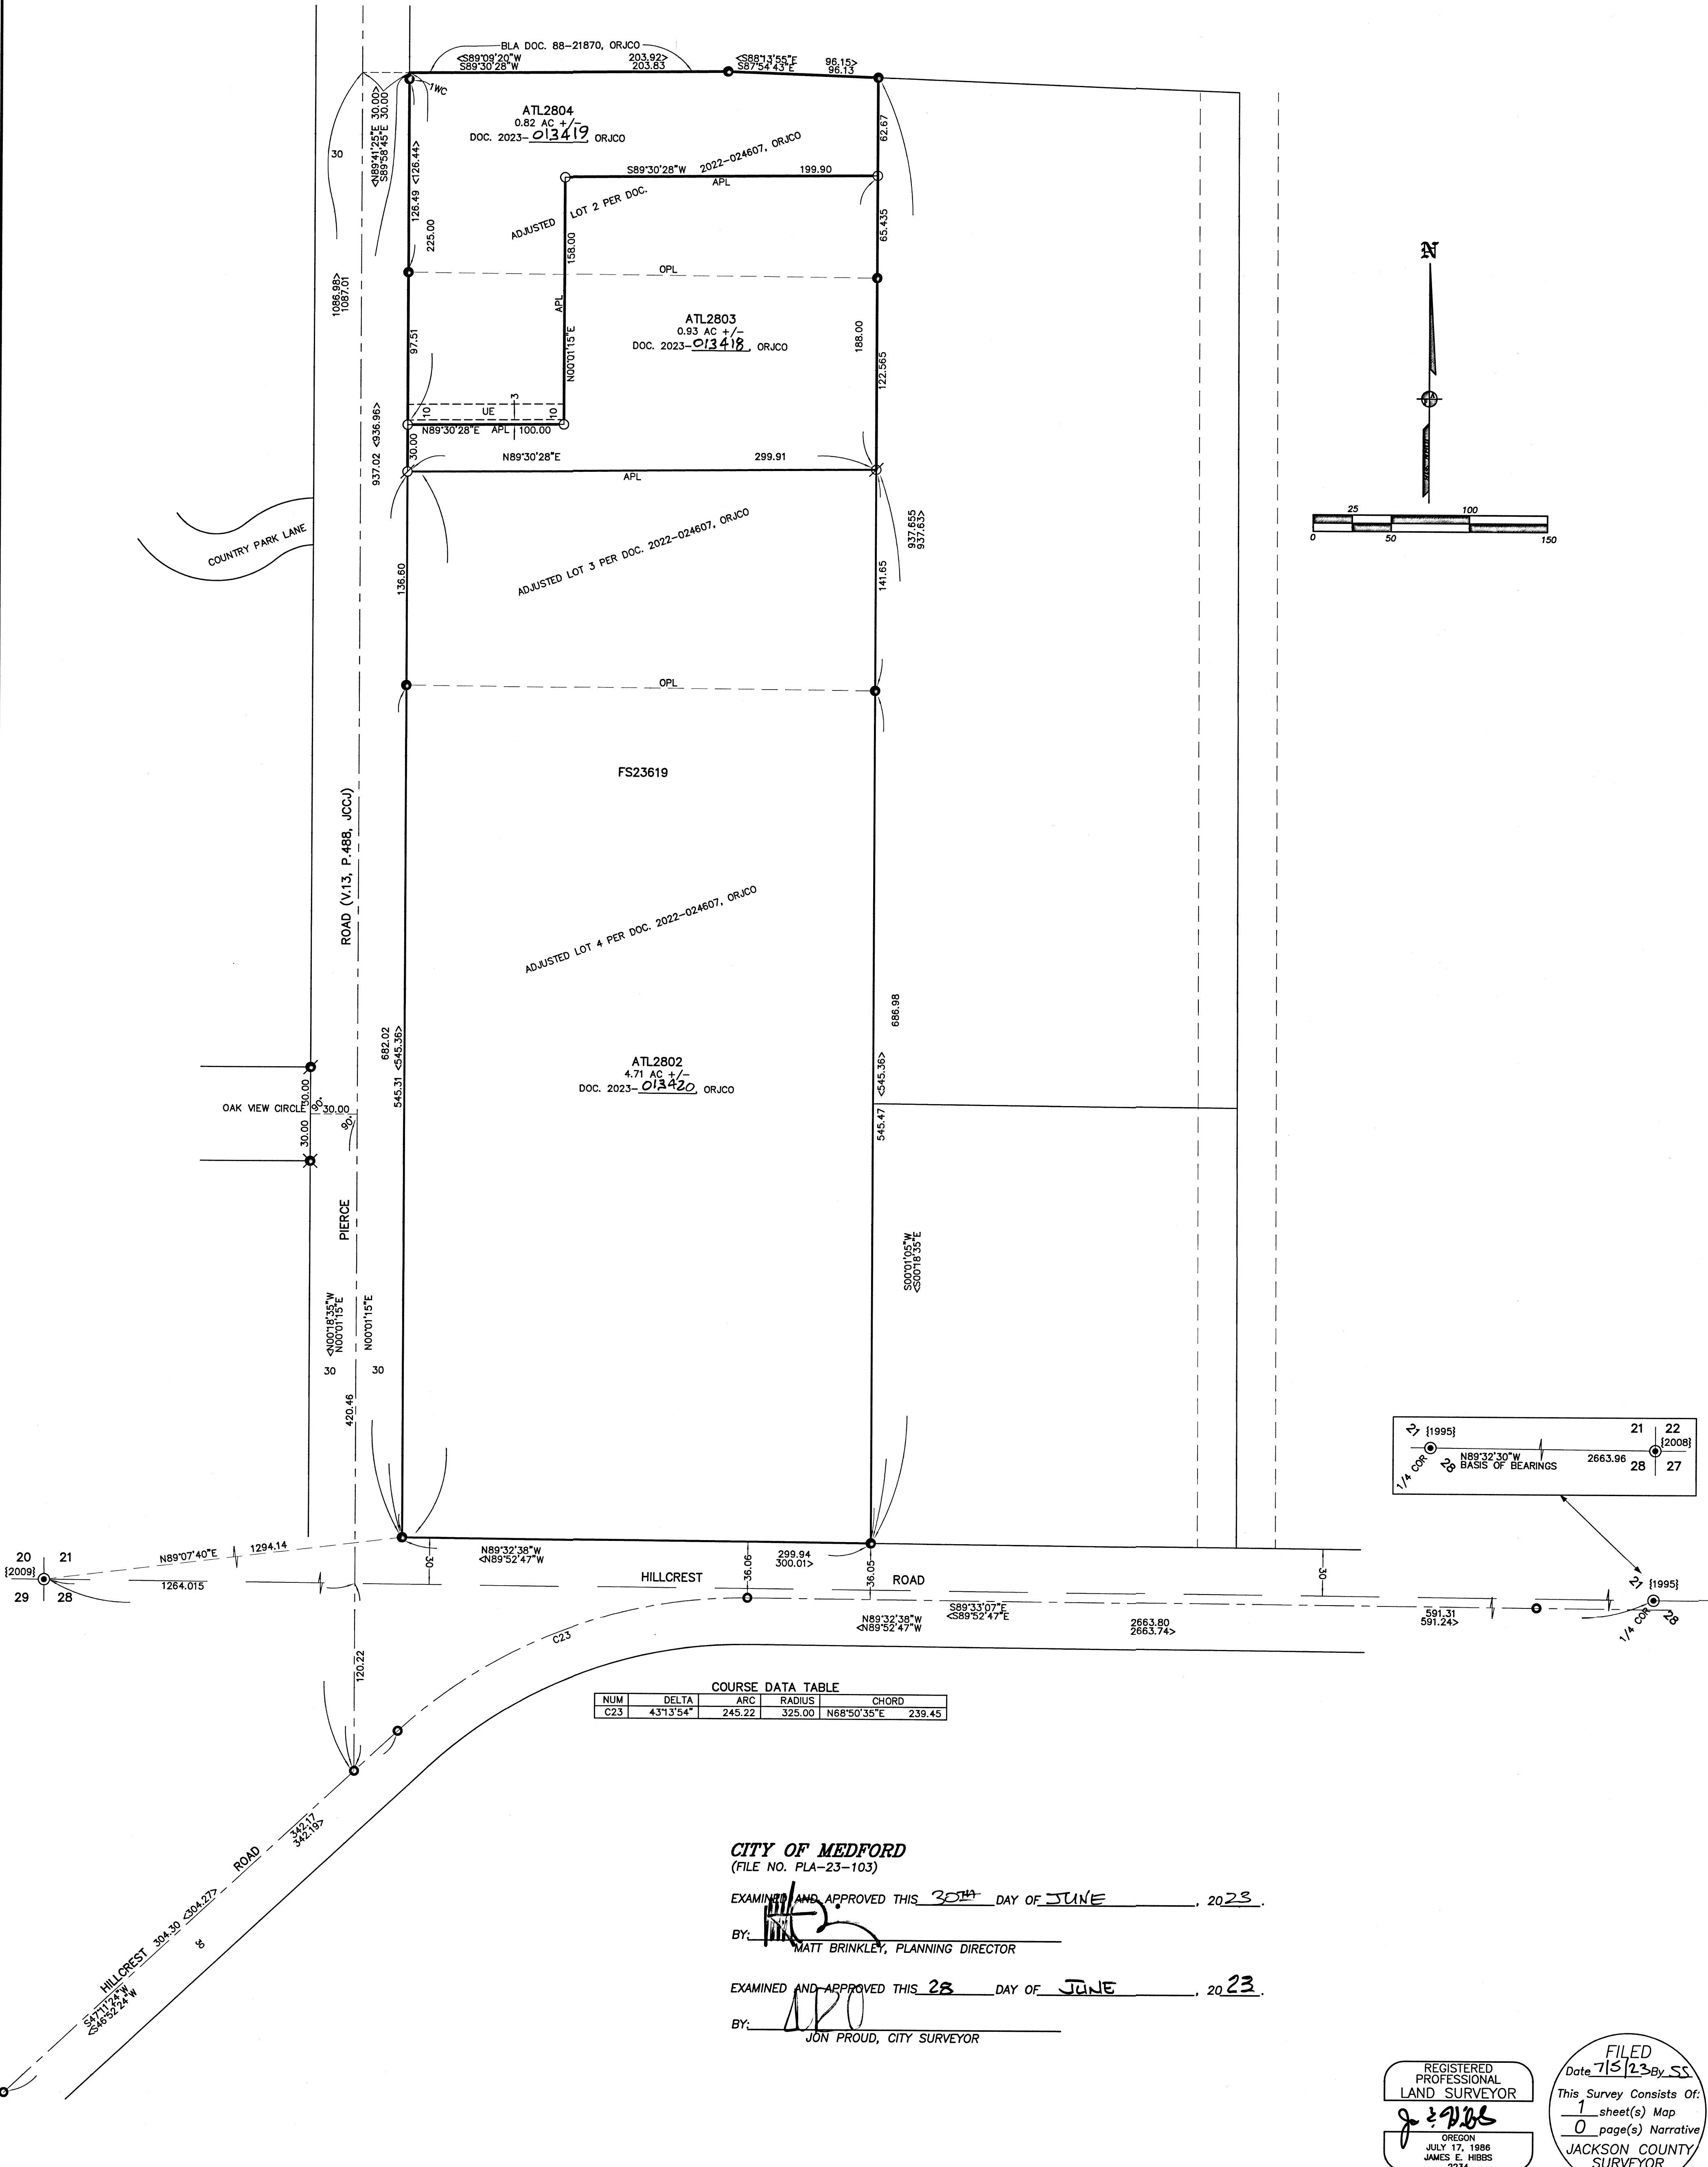 BLA DOC. 88-21870, ORJCO
<S89°09'20"W 203.92>
S89°30'28"W 203.83
<S88°13'55"E 96.15>
S87°54'43"E 96.13
1WC
<N89°41'25"E 30.00>
S89°58'45"E 30.00
30
ATL2804
0.82 AC +/-
DOC. 2023-013419 ORJCO
62.67
126.49 <126.44>
225.00
S89°30'28"W 199.90
APL
ADJUSTED LOT 2 PER DOC. 2022-024607, ORJCO
65.435
158.00
APL
N00°01'15"E
OPL
1086.98>
1087.01
97.51
ATL2803
0.93 AC +/-
DOC. 2023-013418, ORJCO
188.00
122.565
10 UE 3 10
N89°30'28"E APL 100.00
937.02 <936.96>
30.00
N89°30'28"E 299.91
APL
N
25 100
0 50 150
COUNTRY PARK LANE
136.60
ADJUSTED LOT 3 PER DOC. 2022-024607, ORJCO
141.65
937.655
937.63>
OPL
FS23619
ROAD (V.13, P.488, JCCJ)
ADJUSTED LOT 4 PER DOC. 2022-024607, ORJCO
682.02
545.31 <545.36>
686.98
<545.36>
545.47
ATL2802
4.71 AC +/-
DOC. 2023-013420, ORJCO
OAK VIEW CIRCLE
30.00
90° 30.00
90°
30.00
PIERCE
S00°01'05"W
<S00°18'35"E
<N00°18'35"W
N00°01'15"E
N00°01'15"E
30 30
420.46
21 {1995}
1/4 COR 28
N89°32'30"W 2663.96
BASIS OF BEARINGS
21 22
{2008}
28 27
20 21
{2009}
29 28
N89°07'40"E 1294.14
1264.015
N89°32'38"W 299.94
<N89°52'47"W 300.01>
30
36.06
36.05
30
HILLCREST ROAD
S89°33'07"E 591.31
<S89°52'47"E 591.24>
N89°32'38"W 2663.80
<N89°52'47"W 2663.74>
21 {1995}
1/4 COR 28
C23
120.22
COURSE DATA TABLE
NUM DELTA ARC RADIUS CHORD
C23 43°13'54" 245.22 325.00 N68°50'35"E 239.45
342.17
342.19>
HILLCREST ROAD
304.30 <304.27>
S47°11'24"W
<S46°52'24"W
CITY OF MEDFORD
(FILE NO. PLA-23-103)
EXAMINED AND APPROVED THIS 30TH DAY OF JUNE, 2023.
BY:
MATT BRINKLEY, PLANNING DIRECTOR
EXAMINED AND APPROVED THIS 28 DAY OF JUNE, 2023.
BY:
JON PROUD, CITY SURVEYOR
REGISTERED
PROFESSIONAL
LAND SURVEYOR
OREGON
JULY 17, 1986
JAMES E. HIBBS
2234
FILED
Date 7/5/23 By SS
This Survey Consists Of:
1 sheet(s) Map
0 page(s) Narrative
JACKSON COUNTY
SURVEYOR